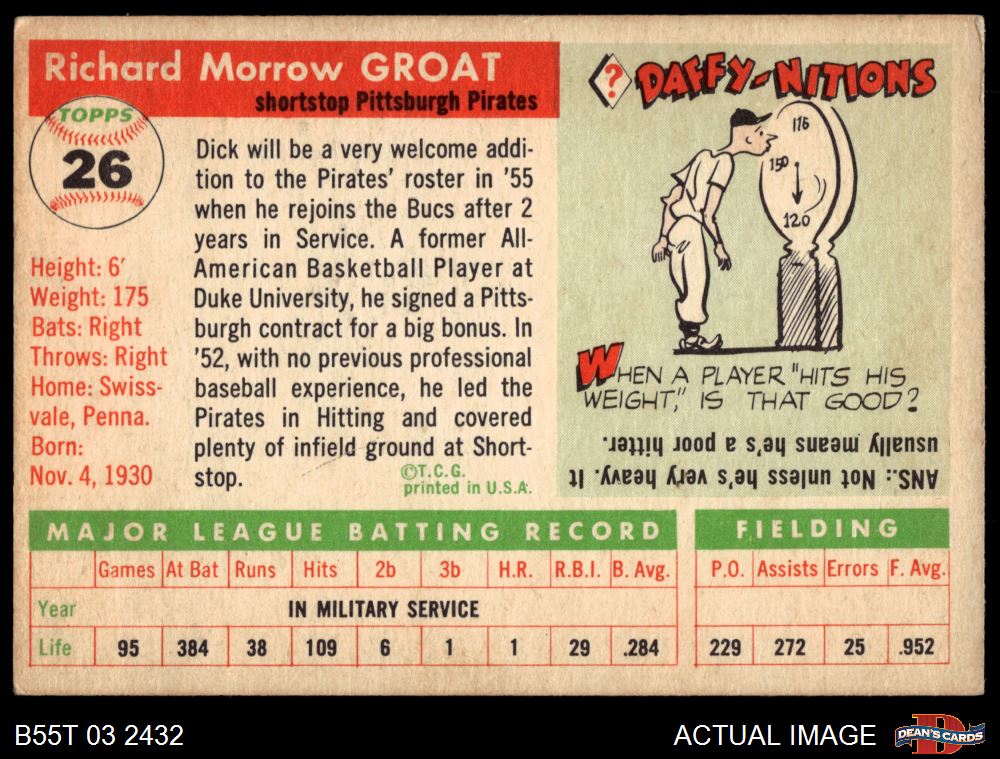 Richard Morrow GROAT
shortstop Pittsburgh Pirates
TOPPS
26
Height: 6′
Weight: 175
Bats: Right
Throws: Right
Home: Swiss-
vale, Penna.
Born:
Nov. 4, 1930
Dick will be a very welcome addi-
tion to the Pirates' roster in '55
when he rejoins the Bucs after 2
years in Service. A former All-
American Basketball Player at
Duke University, he signed a Pitts-
burgh contract for a big bonus. In
'52, with no previous professional
baseball experience, he led the
Pirates in Hitting and covered
plenty of infield ground at Short-
stop.
©T.C.G.
printed in U.S.A.
? DAFFY-NITIONS
176
150
120
WHEN A PLAYER "HITS HIS
WEIGHT," IS THAT GOOD?
ANS.: Not unless he's very heavy. It
usually means he's a poor hitter.
MAJOR LEAGUE BATTING RECORD
FIELDING
Games At Bat Runs Hits 2b 3b H.R. R.B.I. B. Avg. P.O. Assists Errors F. Avg.
Year IN MILITARY SERVICE
Life 95 384 38 109 6 1 1 29 .284 229 272 25 .952
B55T 03 2432
ACTUAL IMAGE
D
DEAN'S CARDS